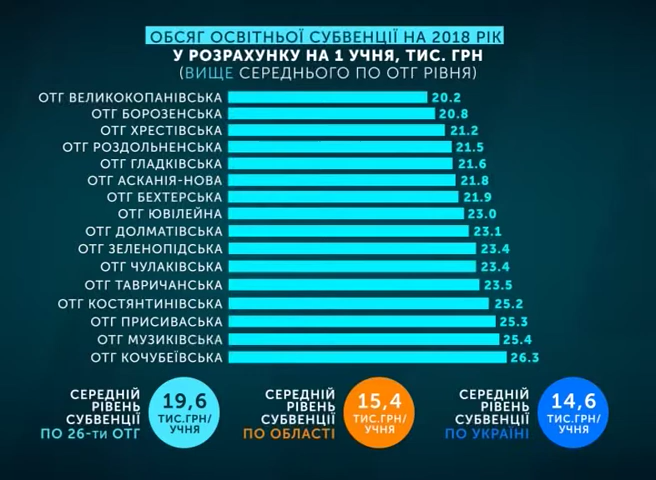 ОБСЯГ ОСВІТНЬОЇ СУБВЕНЦІЇ НА 2018 РІК
У РОЗРАХУНКУ НА 1 УЧНЯ, ТИС. ГРН
(ВИЩЕ СЕРЕДНЬОГО ПО ОТГ РІВНЯ)
ОТГ ВЕЛИКОКОПАНІВСЬКА 20.2
ОТГ БОРОЗЕНСЬКА 20.8
ОТГ ХРЕСТІВСЬКА 21.2
ОТГ РОЗДОЛЬНЕНСЬКА 21.5
ОТГ ГЛАДКІВСЬКА 21.6
ОТГ АСКАНІЯ-НОВА 21.8
ОТГ БЕХТЕРСЬКА 21.9
ОТГ ЮВІЛЕЙНА 23.0
ОТГ ДОЛМАТІВСЬКА 23.1
ОТГ ЗЕЛЕНОПІДСЬКА 23.4
ОТГ ЧУЛАКІВСЬКА 23.4
ОТГ ТАВРИЧАНСЬКА 23.5
ОТГ КОСТЯНТИНІВСЬКА 25.2
ОТГ ПРИСИВАСЬКА 25.3
ОТГ МУЗИКІВСЬКА 25.4
ОТГ КОЧУБЕЇВСЬКА 26.3
СЕРЕДНІЙ
РІВЕНЬ
СУБВЕНЦІЇ
ПО 26-ти ОТГ
19,6
ТИС.ГРН/
УЧНЯ
СЕРЕДНІЙ
РІВЕНЬ
СУБВЕНЦІЇ
ПО ОБЛАСТІ
15,4
ТИС.ГРН/
УЧНЯ
СЕРЕДНІЙ
РІВЕНЬ
СУБВЕНЦІЇ
ПО УКРАЇНІ
14,6
ТИС.ГРН/
УЧНЯ